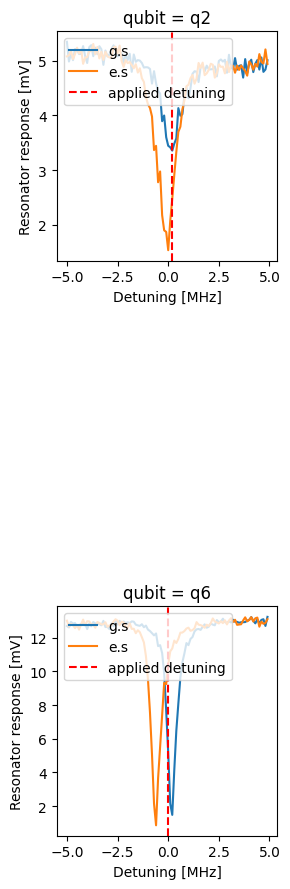 qubit = q2
5
4
3
2
Resonator response [mV]
g.s
e.s
applied detuning
−5.0 −2.5 0.0 2.5 5.0
Detuning [MHz]
qubit = q6
12
10
8
6
4
2
Resonator response [mV]
g.s
e.s
applied detuning
−5.0 −2.5 0.0 2.5 5.0
Detuning [MHz]